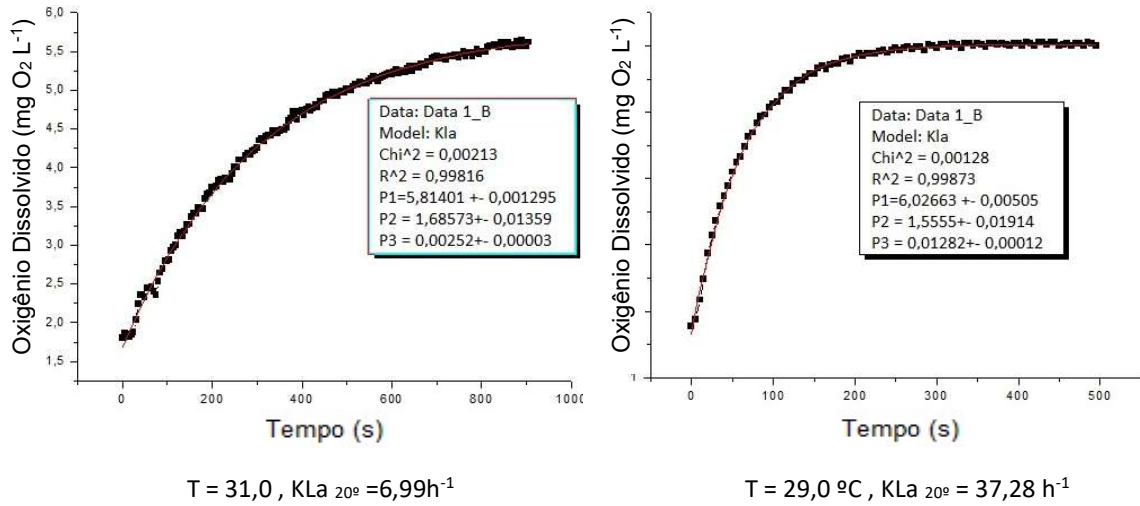 Oxigênio Dissolvido (mg O2 L-1)
6,0
5,5
5,0
4,5
4,0
3,5
3,0
2,5
2,0
1,5
Data: Data 1_B
Model: Kla
Chi^2 = 0,00213
R^2 = 0,99816
P1=5,81401 +- 0,001295
P2 = 1,68573+- 0,01359
P3 = 0,00252+- 0,00003
0 200 400 600 800 1000
Tempo (s)
T = 31,0 , KLa 20º =6,99h-1
Oxigênio Dissolvido (mg O2 L-1)
1
Data: Data 1_B
Model: Kla
Chi^2 = 0,00128
R^2 = 0,99873
P1=6,02663 +- 0,00505
P2 = 1,5555+- 0,01914
P3 = 0,01282+- 0,00012
0 100 200 300 400 500
Tempo (s)
T = 29,0 ºC , KLa 20º = 37,28 h-1